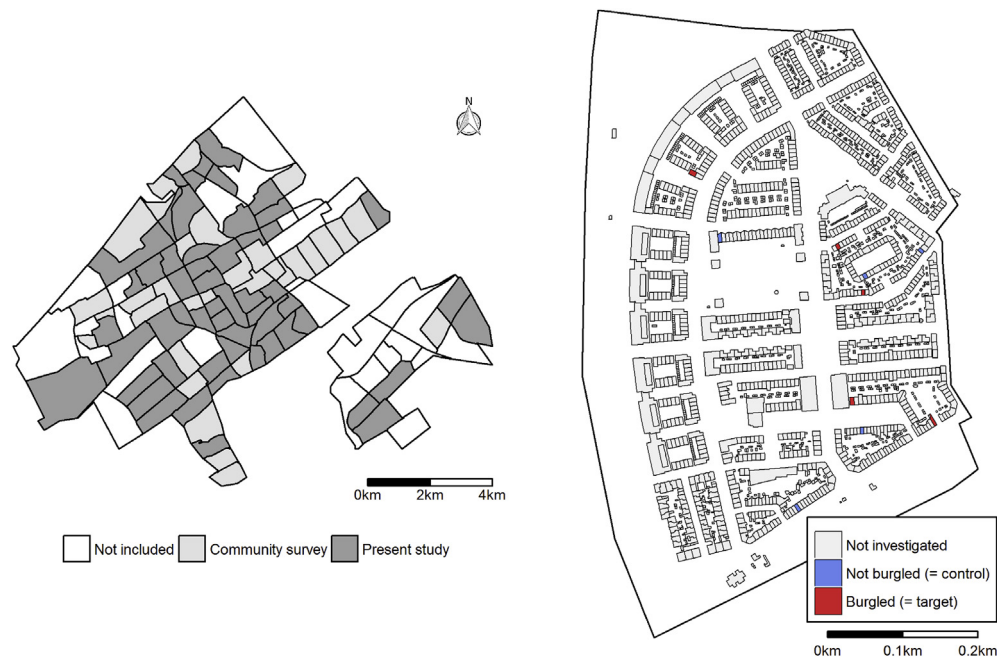 N
0km 2km 4km
Not included Community survey Present study
Not investigated
Not burgled (= control)
Burgled (= target)
0km 0.1km 0.2km